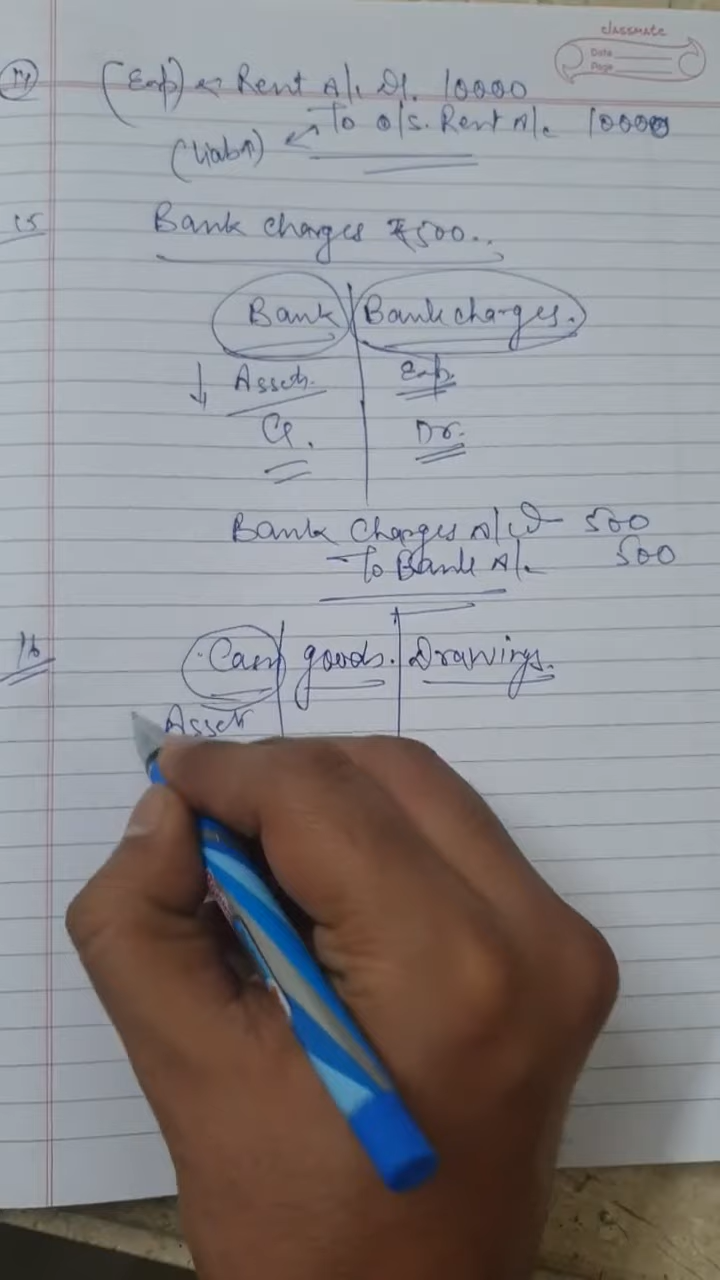 classmate
Date
Page
14 (Exp) ← Rent A/c Dr. 10000
To o/s. Rent A/c 10000
(Liab↑)
15 Bank charges ₹500..
Bank Bank charges.
↓ Assets. Exp.
Cr. Dr.
Bank Charges A/c Dr 500
To Bank A/c 500
16 Cash goods. Drawings.
Assets